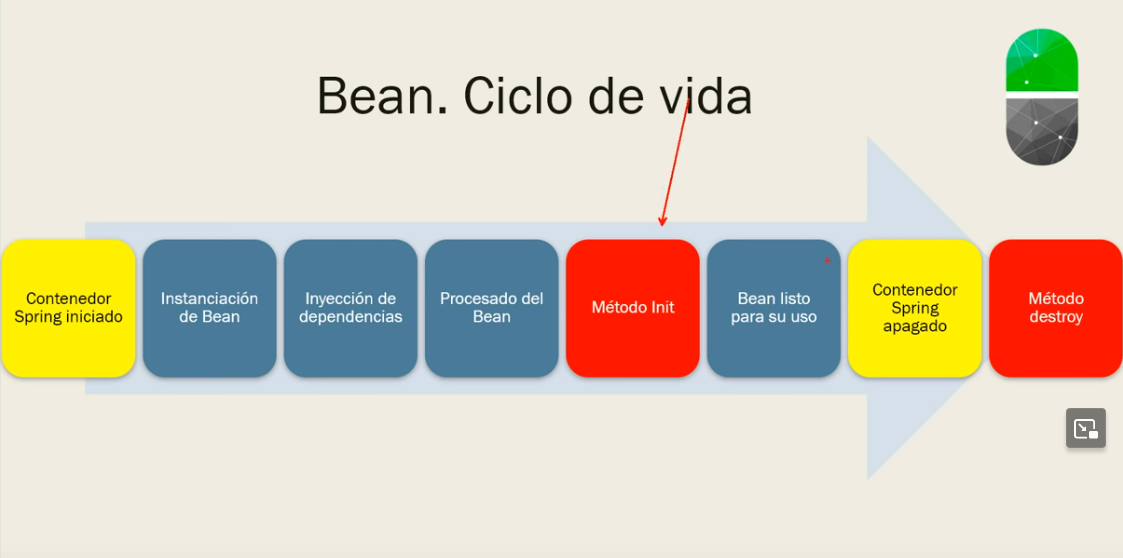 Bean. Ciclo de vida
Contenedor
Spring iniciado
Instanciación
de Bean
Inyección de
dependencias
Procesado del
Bean
Método Init
Bean listo
para su uso
Contenedor
Spring
apagado
Método
destroy